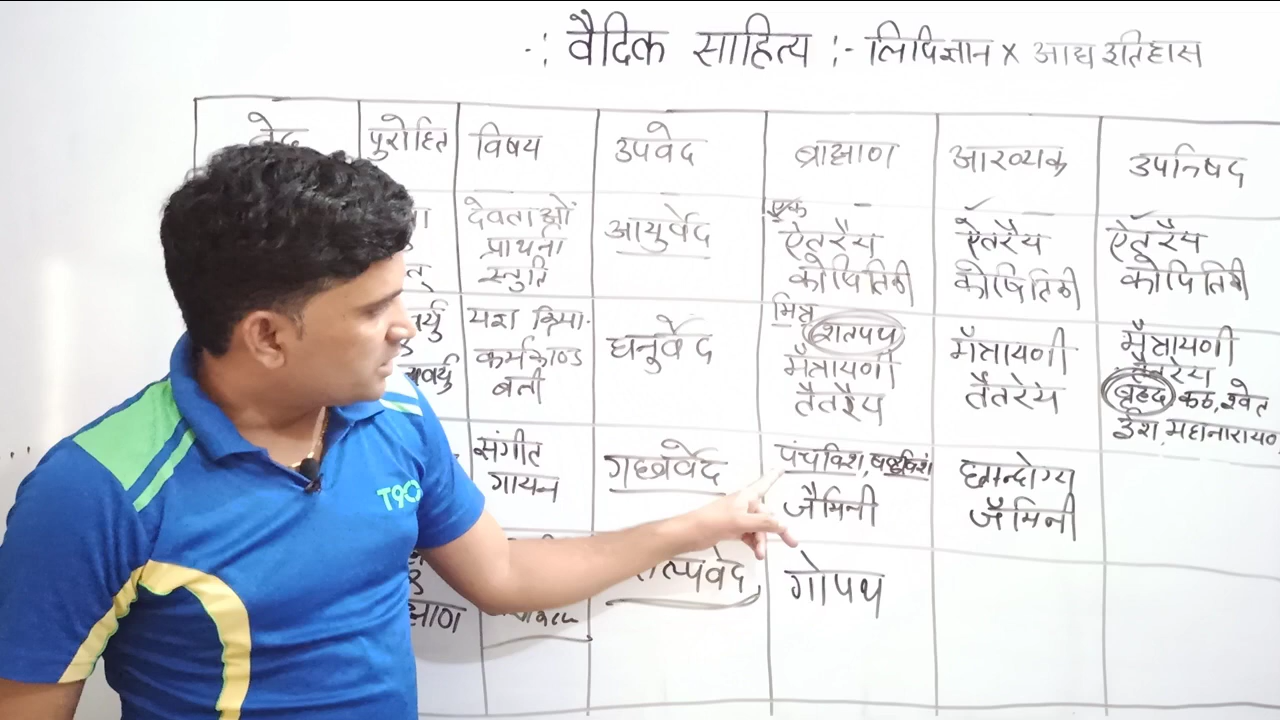 -: वैदिक साहित्य :- लिपिज्ञान x आद्य इतिहास
वेद पुरोहित विषय उपवेद ब्राह्मण आरण्यक उपनिषद
देवताओं
प्रार्थना
स्तुति
आयुर्वेद
एक
ऐतरैय
कोषितिकी
ऐतरैय
कोषितिकी
ऐतरैय
कोषितिकी
यज्ञ क्रिया.
कर्मकाण्ड
बली
धनुर्वेद
मिश्र
शतपथ
मैत्रायणी
तैतरैय
मैत्रायणी
तैतरेय
मैत्रायणी
तैतरेय
बृहद कठ, श्वेत
ईश, महानारायण
संगीत
गायन
गन्धर्ववेद
पंचविश, षड्विश
जैमिनी
छान्दोग्य
जैमिनी
गोपथ
T90